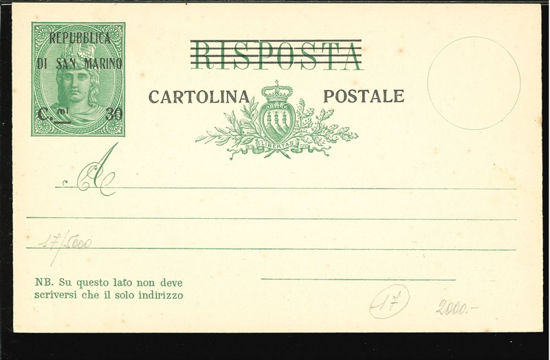 REPUBBLICA
DI SAN MARINO
C. 30
RISPOSTA
CARTOLINA POSTALE
LIBERTAS
A
17/5000
NB. Su questo lato non deve
scriversi che il solo indirizzo
17
2000.-